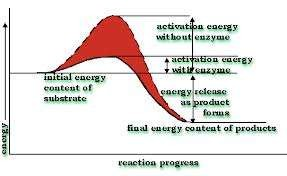 activation energy
without enzyme
activation energy
with enzyme
initial energy
content of
substrate
energy release
as product
forms
final energy content of products
energy
reaction progress